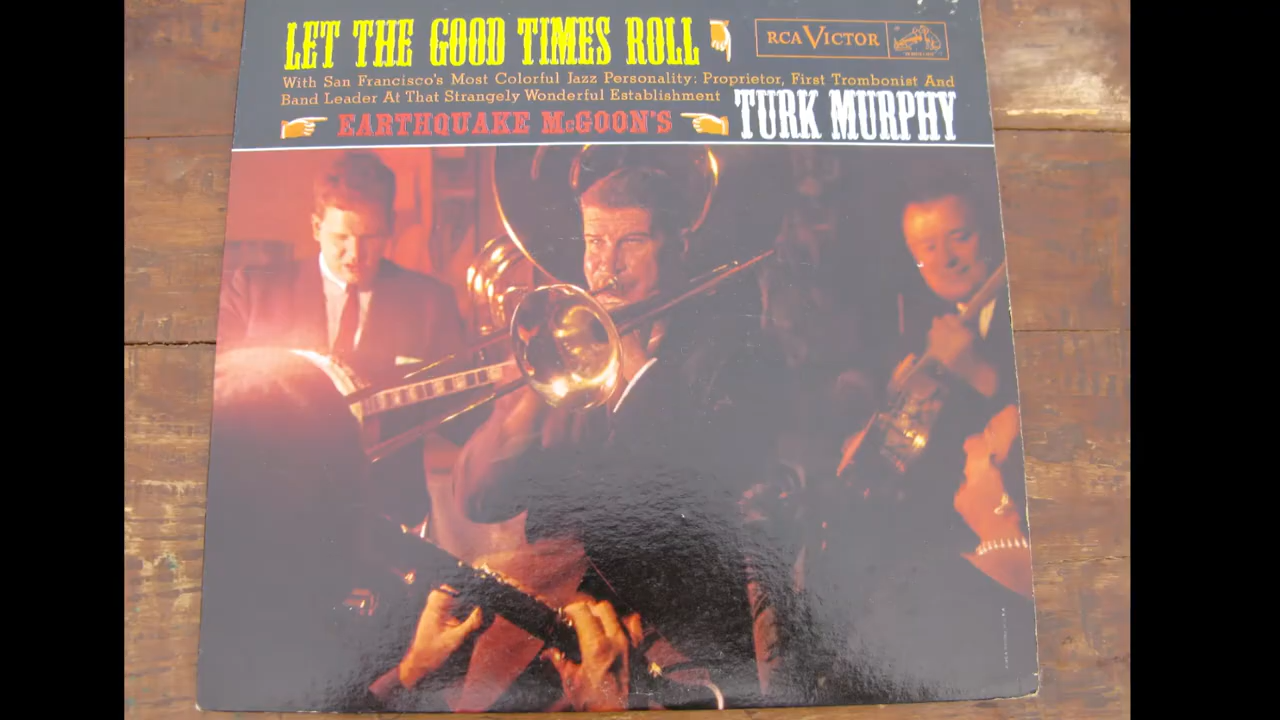 LET THE GOOD TIMES ROLL
RCA VICTOR
With San Francisco's Most Colorful Jazz Personality: Proprietor, First Trombonist And
Band Leader At That Strangely Wonderful Establishment
EARTHQUAKE McGOON'S
TURK MURPHY